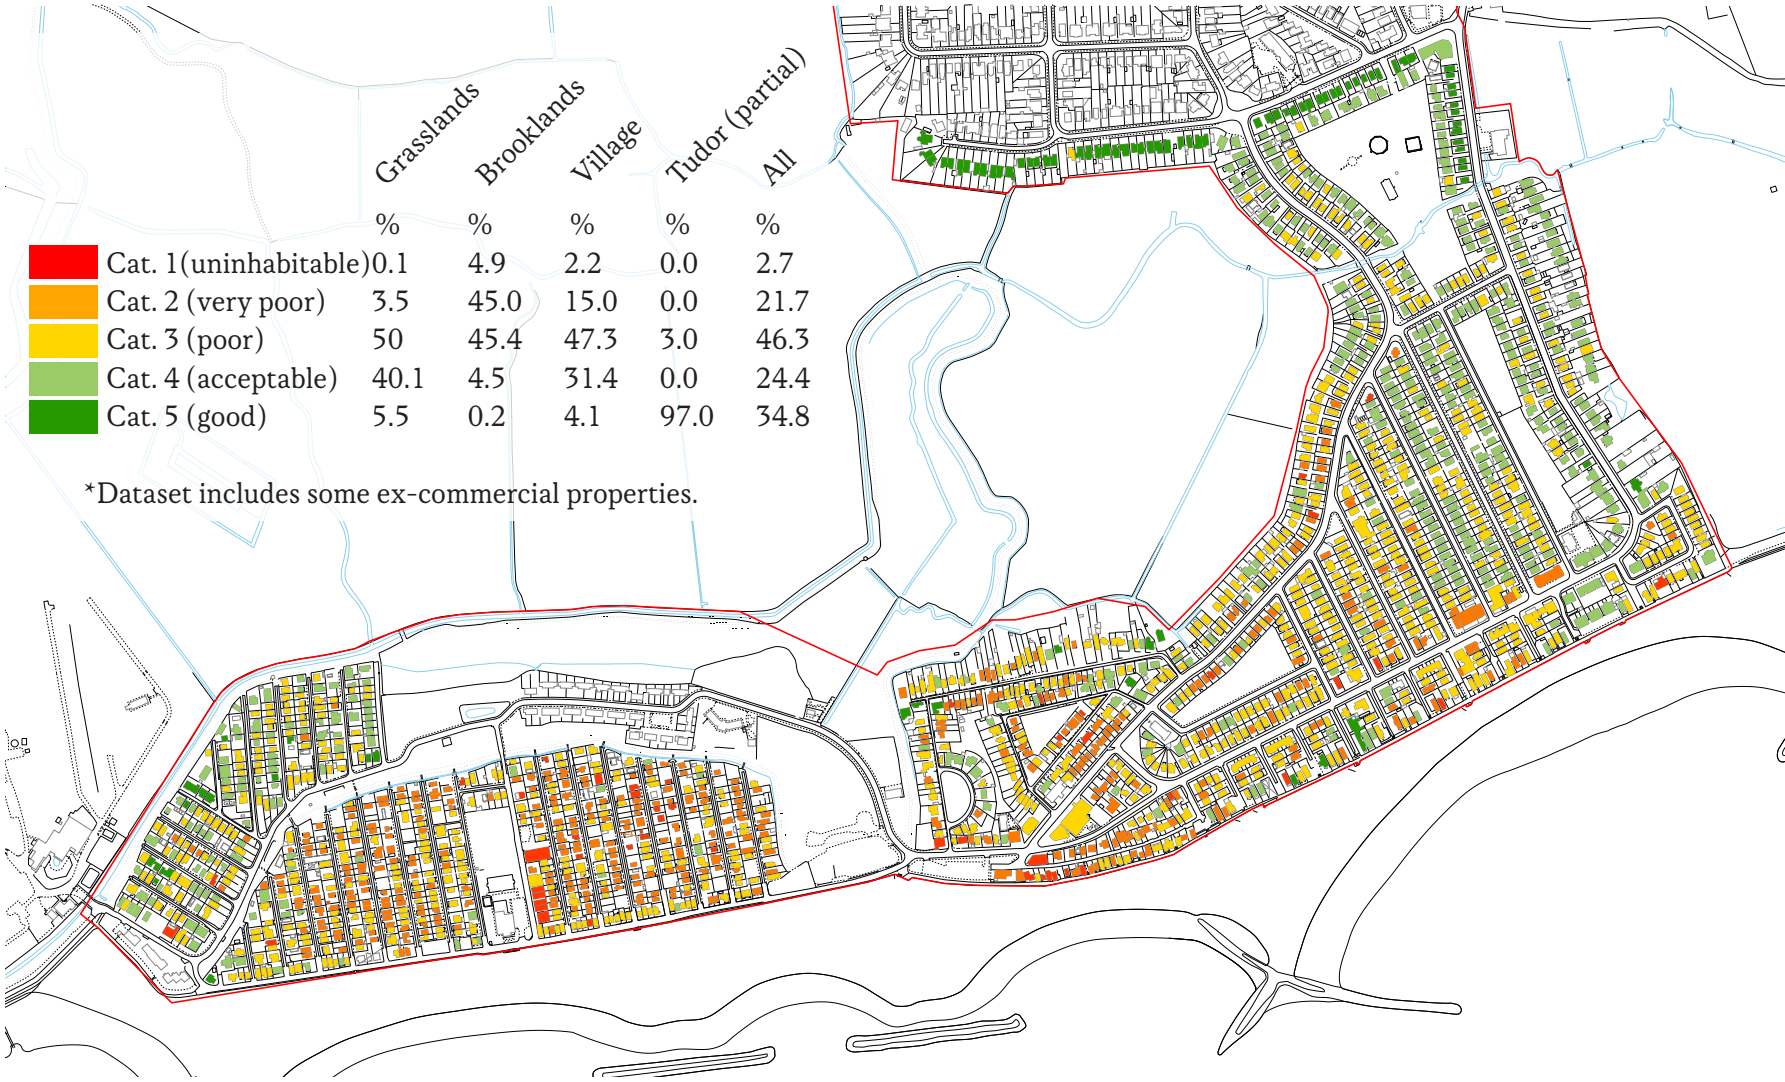 Grasslands Brooklands Village Tudor (partial) All
% % % % %
Cat. 1(uninhabitable) 0.1 4.9 2.2 0.0 2.7
Cat. 2 (very poor) 3.5 45.0 15.0 0.0 21.7
Cat. 3 (poor) 50 45.4 47.3 3.0 46.3
Cat. 4 (acceptable) 40.1 4.5 31.4 0.0 24.4
Cat. 5 (good) 5.5 0.2 4.1 97.0 34.8
*Dataset includes some ex-commercial properties.